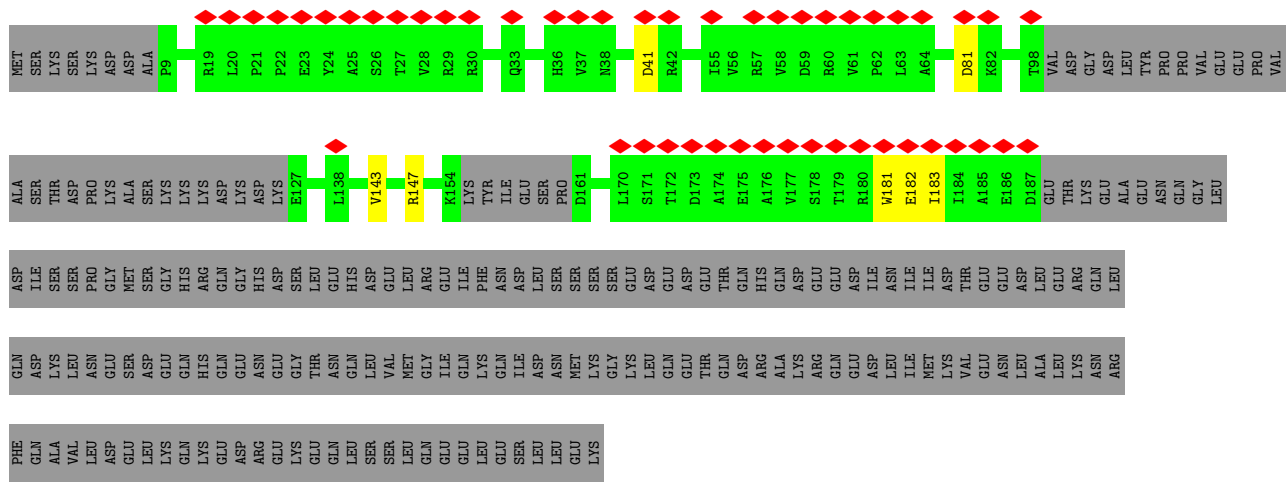 MET SER LYS SER LYS ASP ASP ALA P9 R19 L20 P21 P22 E23 Y24 A25 S26 T27 V28 R29 R30 Q33 H36 V37 N38 D41 R42 I55 V56 R57 V58 D59 R60 V61 P62 L63 A64 D81 K82 T98 VAL ASP GLY ASP LEU TYR PRO PRO VAL GLU GLU PRO VAL
ALA SER THR ASP PRO LYS ALA SER LYS LYS LYS ASP LYS ASP LYS E127 L138 V143 R147 K154 LYS TYR ILE GLU SER PRO D161 L170 S171 T172 D173 A174 E175 A176 V177 S178 T179 R180 W181 E182 I183 I184 A185 E186 D187 GLU THR LYS GLU ALA GLU ASN GLN GLY LEU
ASP ILE SER SER PRO GLY MET SER GLY HIS ARG GLN GLY HIS ASP SER LEU GLU HIS ASP GLU LEU ARG GLU ILE PHE ASN ASP LEU SER SER SER SER GLU ASP GLU ASP GLU THR GLN HIS GLN ASP GLU GLU ASP ILE ASN ILE ILE ASP THR GLU GLU ASP LEU GLU ARG GLN LEU
GLN ASP LYS LEU ASN GLU SER ASP GLU GLN HIS GLN GLU ASN GLU GLY THR ASN GLN LEU VAL MET GLY ILE GLN LYS GLN ILE ASP ASN MET LYS GLY LYS LEU GLN GLU THR GLN ASP ARG ALA LYS ARG GLN GLU ASP LEU ILE MET LYS VAL GLU ASN LEU ALA LEU LYS ASN ARG
PHE GLN ALA VAL LEU ASP GLU LEU LYS GLN LYS GLU ASP ARG GLU LYS GLU GLN LEU SER SER LEU GLN GLU GLU LEU GLU SER LEU LEU GLU LYS